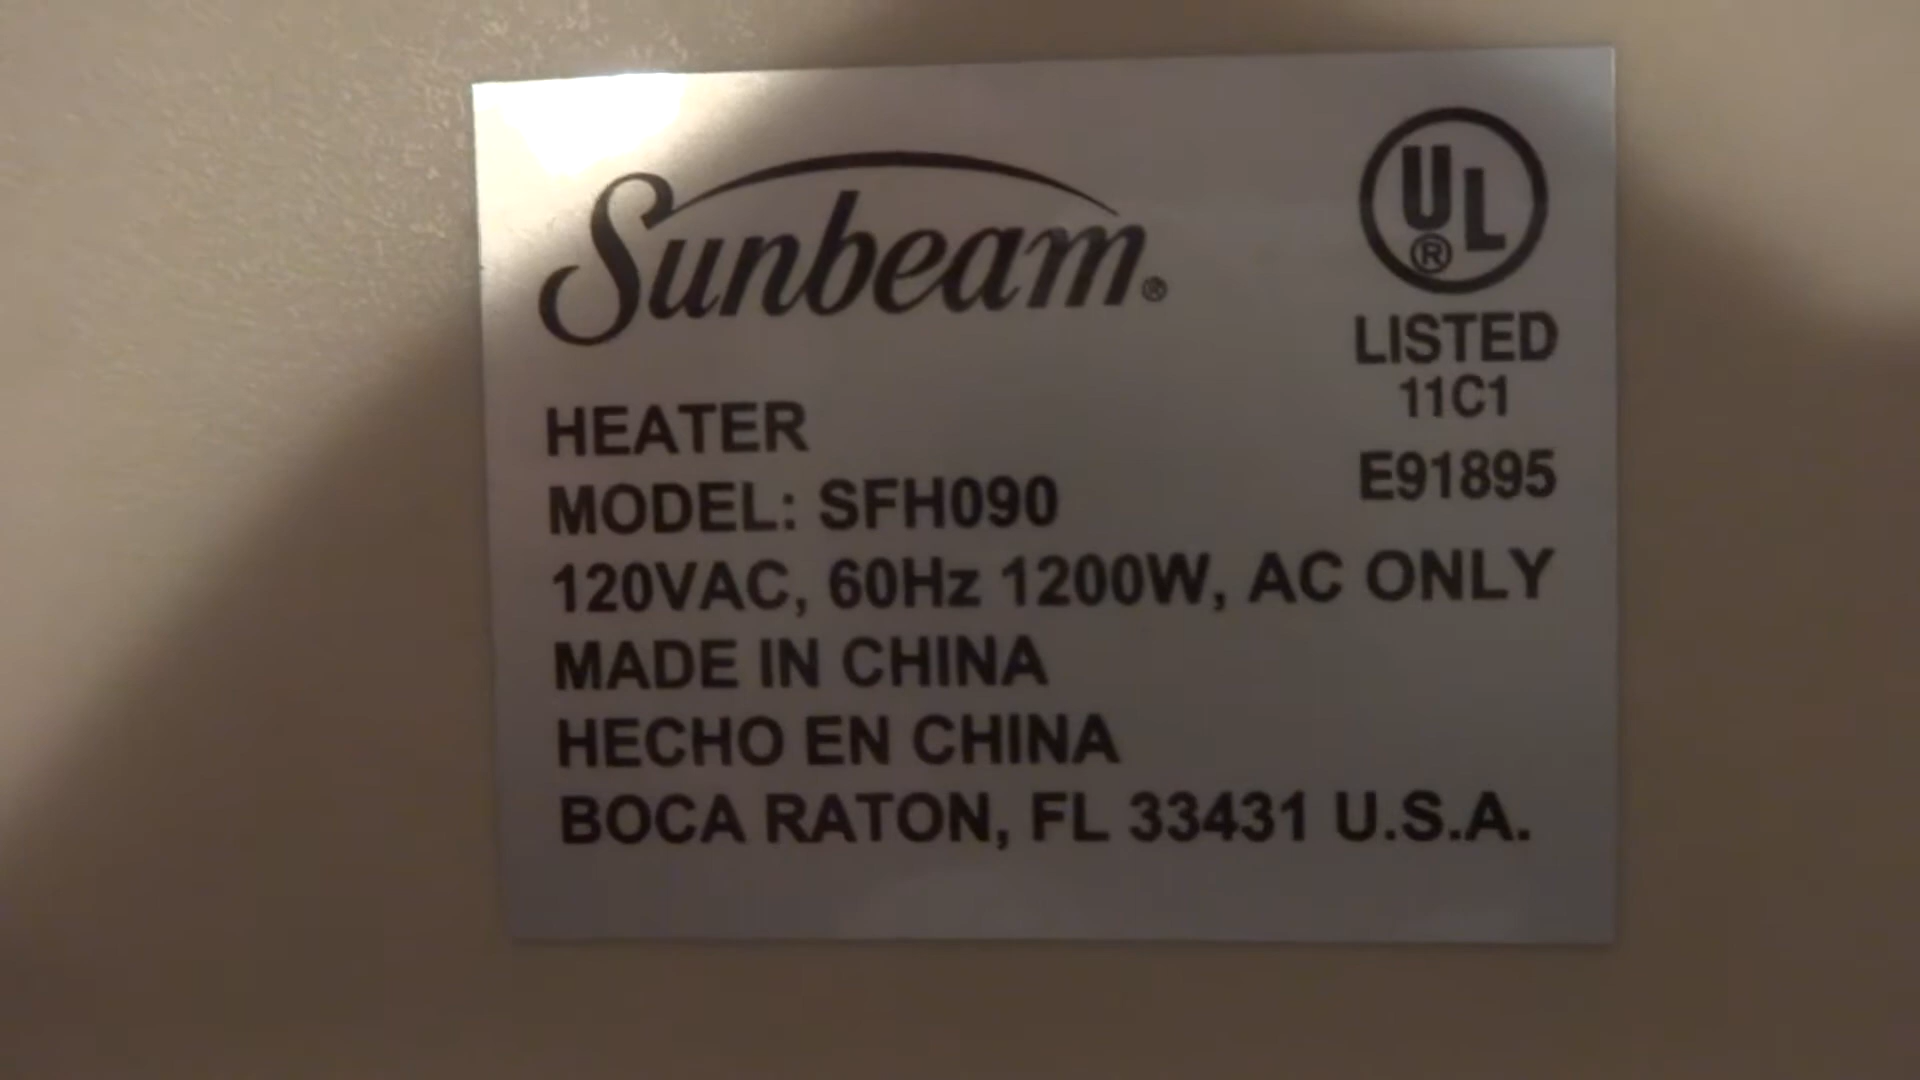 Sunbeam®
UL®
LISTED
11C1
E91895
HEATER
MODEL: SFH090
120VAC, 60Hz 1200W, AC ONLY
MADE IN CHINA
HECHO EN CHINA
BOCA RATON, FL 33431 U.S.A.